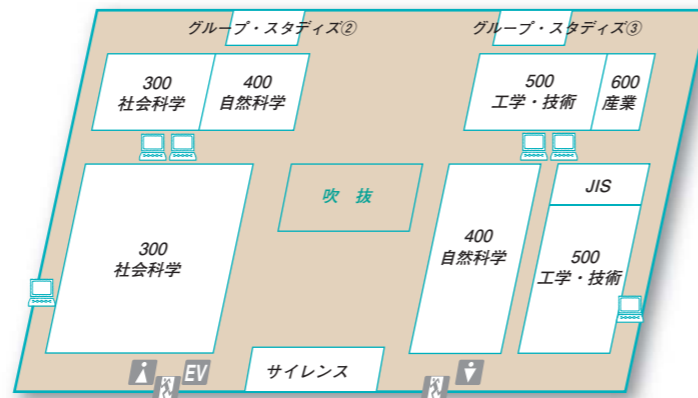 グループ・スタディズ②
グループ・スタディズ③
300
社会科学
400
自然科学
500
工学・技術
600
産業
吹 抜
300
社会科学
400
自然科学
JIS
500
工学・技術
EV
サイレンス